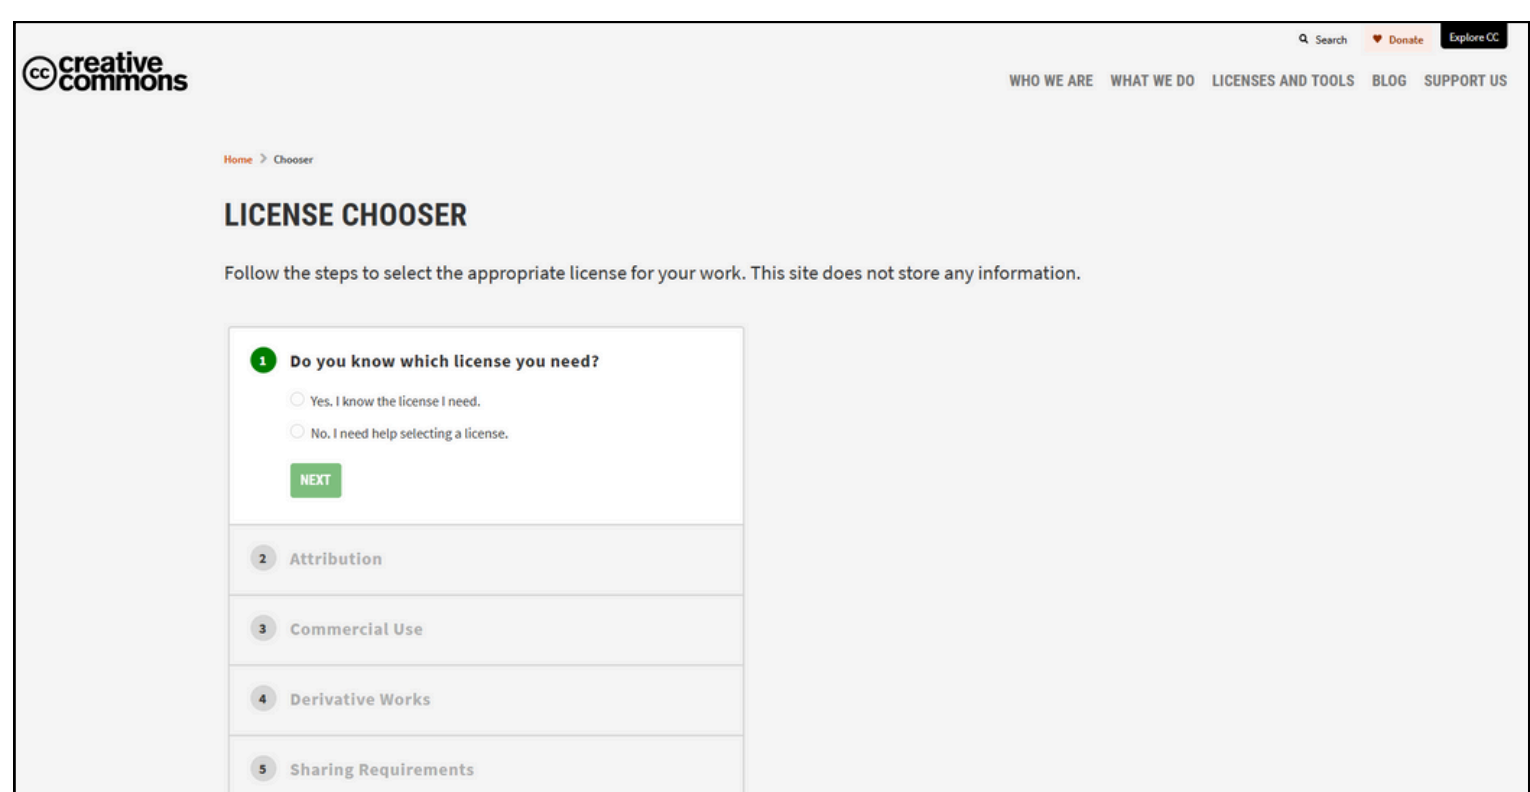 Search Donate Explore CC
cc creative
commons
WHO WE ARE WHAT WE DO LICENSES AND TOOLS BLOG SUPPORT US
Home > Chooser
LICENSE CHOOSER
Follow the steps to select the appropriate license for your work. This site does not store any information.
1 Do you know which license you need?
Yes. I know the license I need.
No. I need help selecting a license.
NEXT
2 Attribution
3 Commercial Use
4 Derivative Works
5 Sharing Requirements